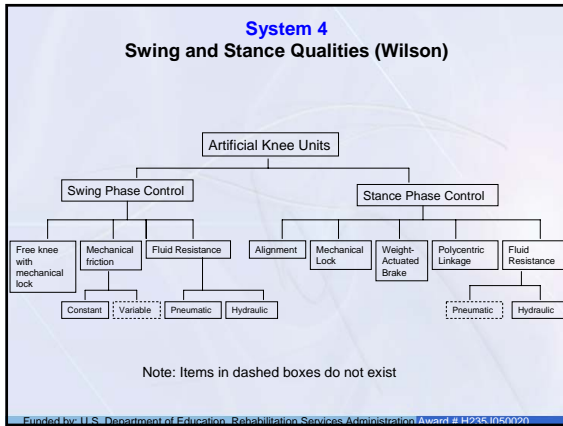 System 4
Swing and Stance Qualities (Wilson)
Artificial Knee Units
Swing Phase Control
Stance Phase Control
Free knee
with
mechanical
lock
Mechanical
friction
Fluid Resistance
Alignment
Mechanical
Lock
Weight-
Actuated
Brake
Polycentric
Linkage
Fluid
Resistance
Constant
Variable
Pneumatic
Hydraulic
Pneumatic
Hydraulic
Note: Items in dashed boxes do not exist
Funded by: U.S. Department of Education, Rehabilitation Services Administration Award # H235J050020